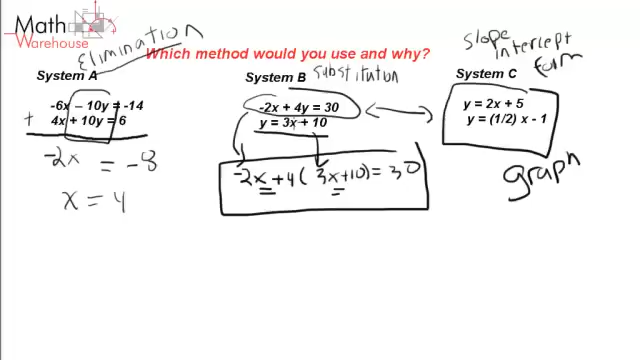 Math
Warehouse
Elimination
Which method would you use and why?
slope
intercept
form
System A
-6x – 10y = -14
+ 4x + 10y = 6
-2x = -8
x = 4
System B substitution
-2x + 4y = 30
y = 3x + 10
-2x + 4( 3x+10) = 30
System C
y = 2x + 5
y = (1/2) x - 1
graph